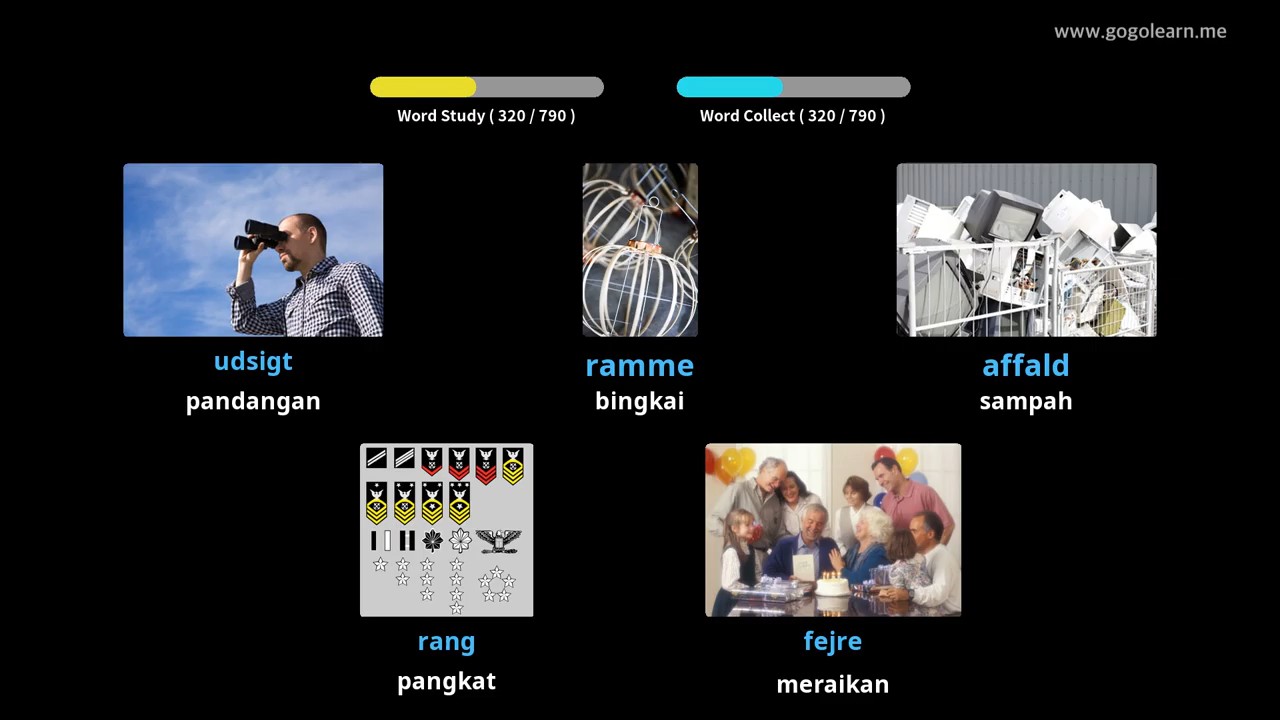 www.gogolearn.me
Word Study ( 320 / 790 )
Word Collect ( 320 / 790 )
udsigt
pandangan
ramme
bingkai
affald
sampah
rang
pangkat
fejre
meraikan